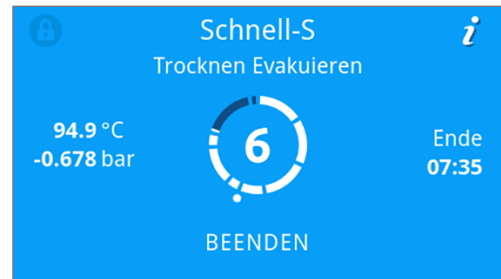 Schnell-S
i
Trocknen Evakuieren
94.9 °C
-0.678 bar
6
Ende
07:35
BEENDEN